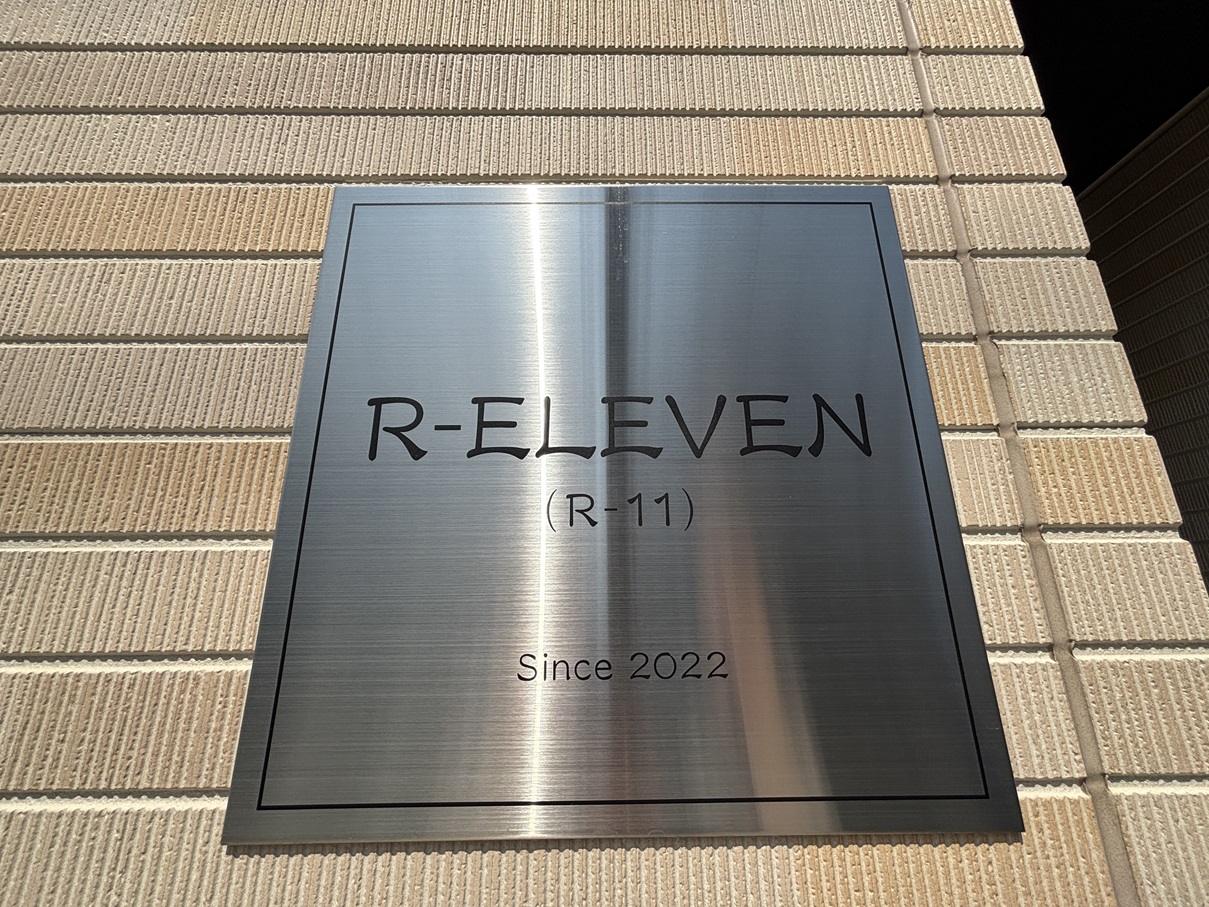 R-ELEVEN
(R-11)
Since 2022